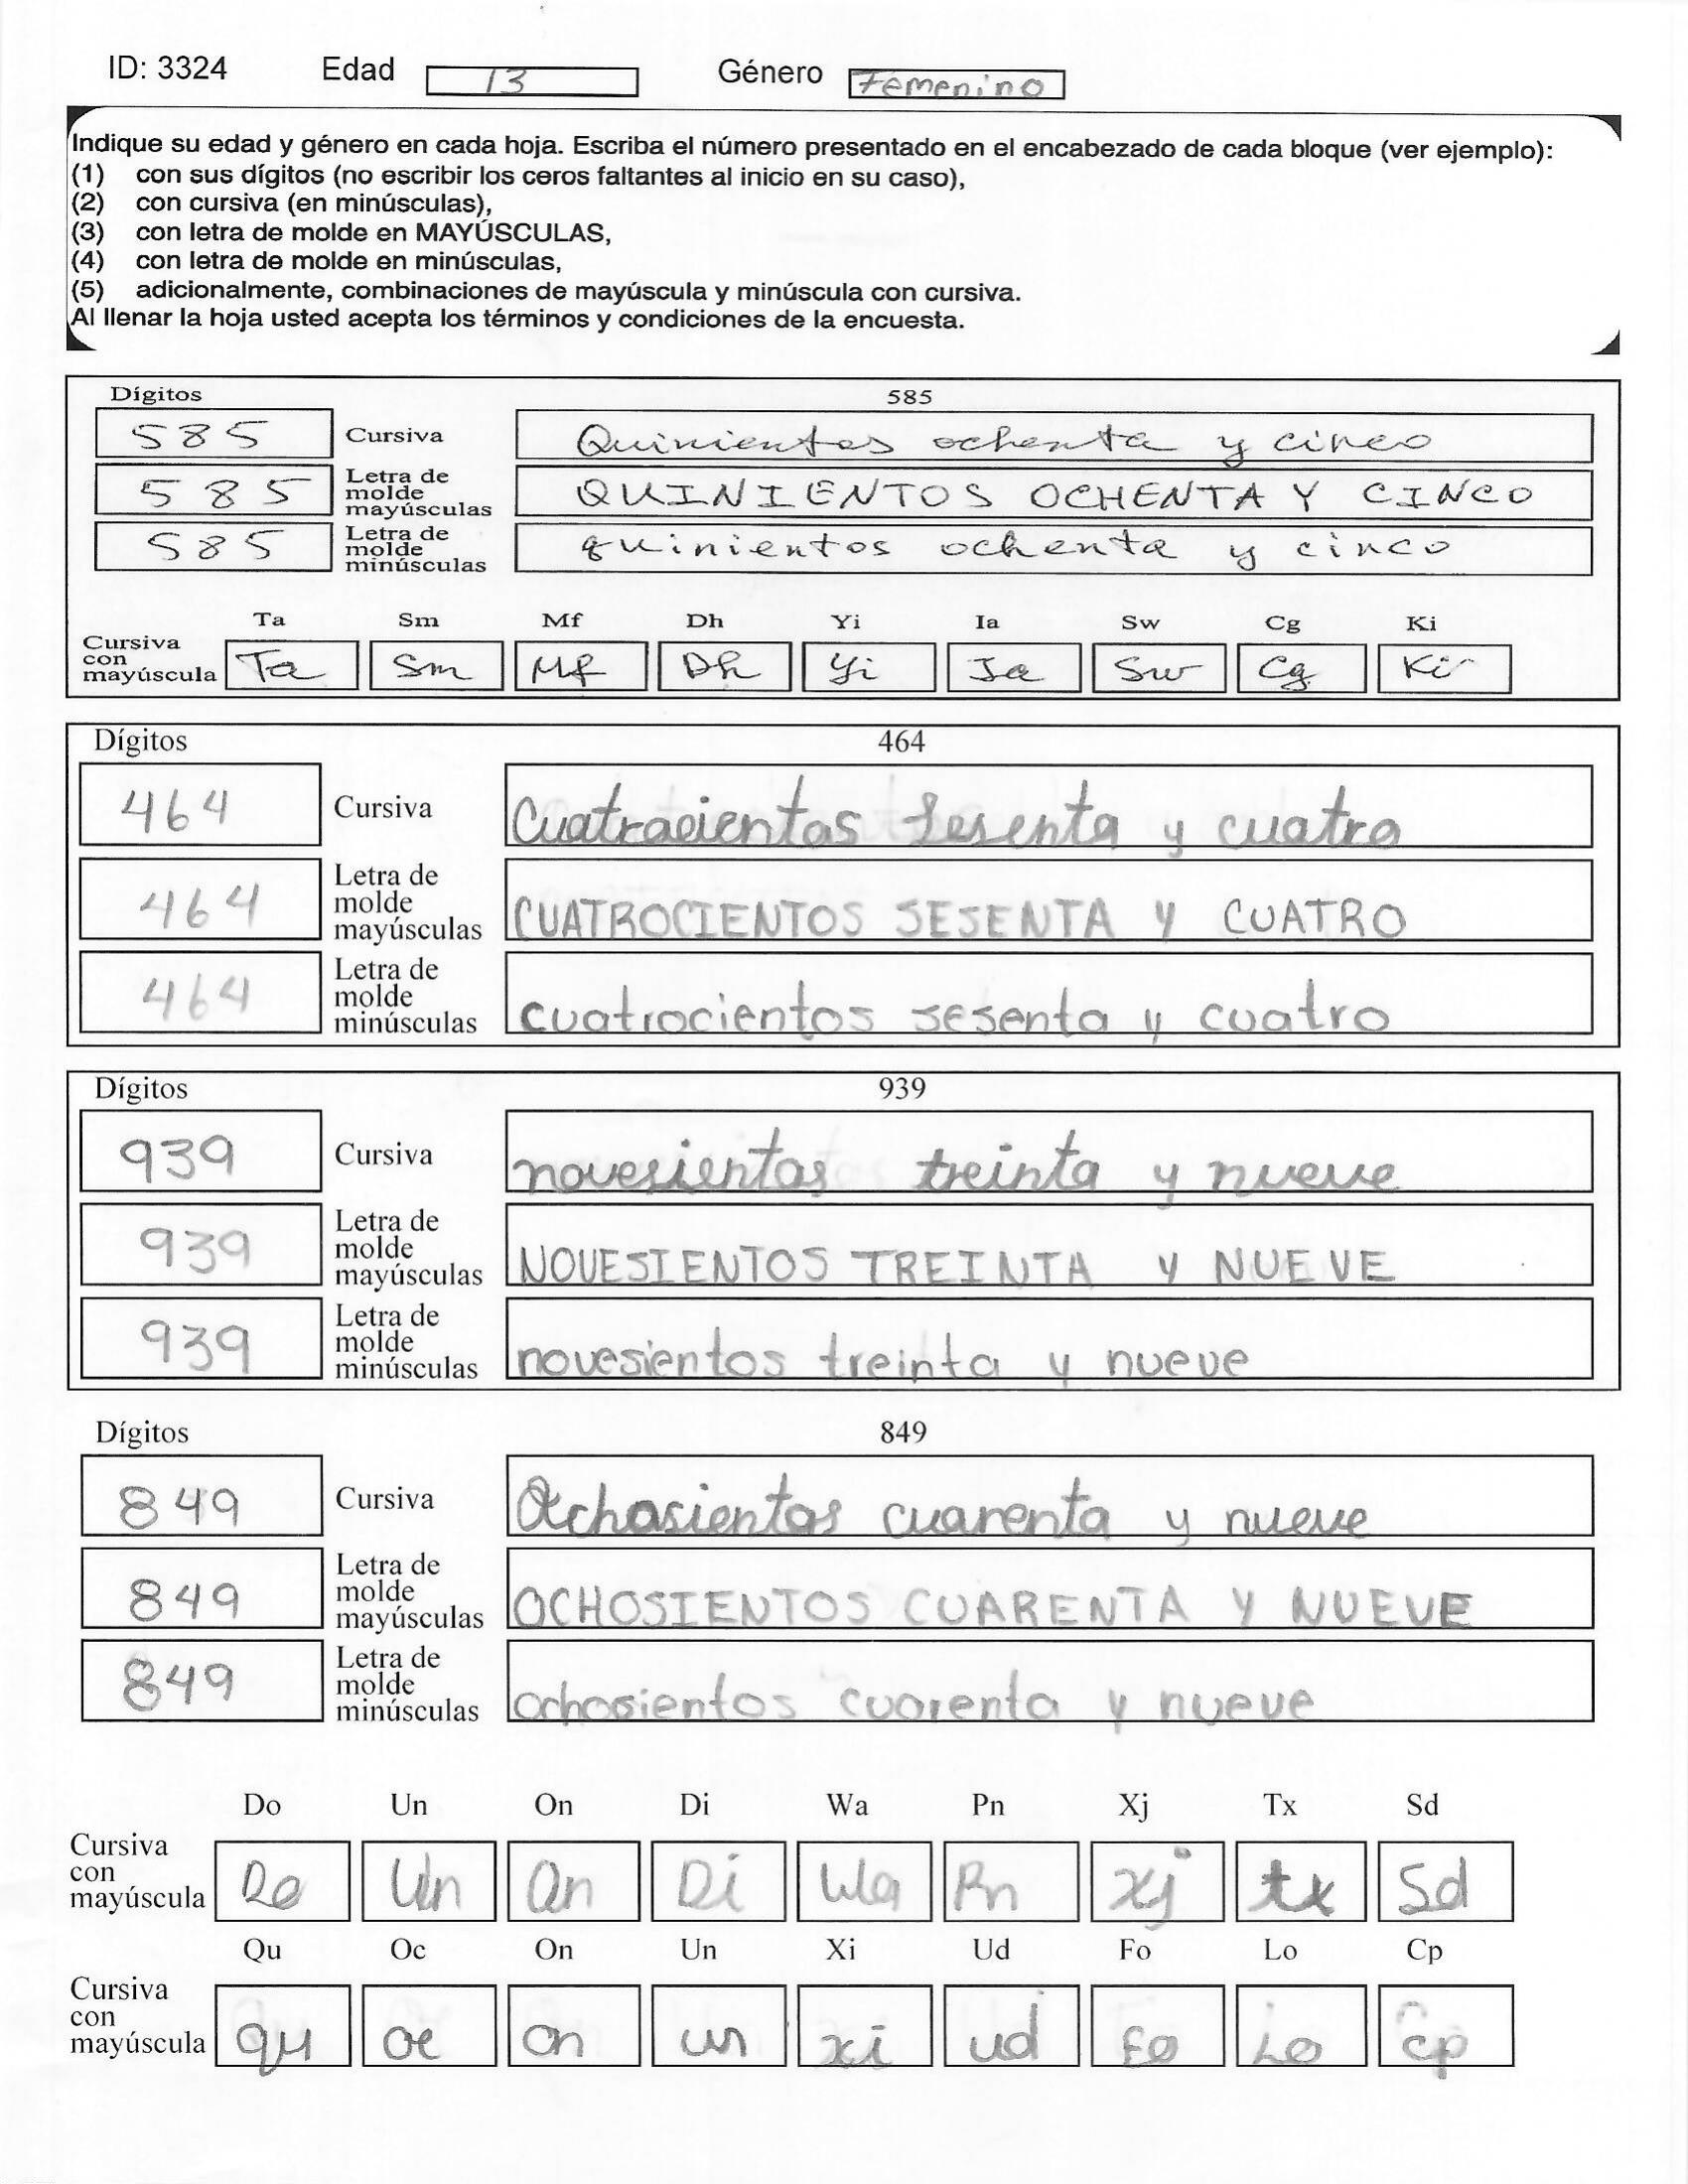 ID: 3324 Edad 13 Género Femenino
Indique su edad y género en cada hoja. Escriba el número presentado en el encabezado de cada bloque (ver ejemplo):
(1) con sus dígitos (no escribir los ceros faltantes al inicio en su caso),
(2) con cursiva (en minúsculas),
(3) con letra de molde en MAYÚSCULAS,
(4) con letra de molde en minúsculas,
(5) adicionalmente, combinaciones de mayúscula y minúscula con cursiva.
Al llenar la hoja usted acepta los términos y condiciones de la encuesta.
Dígitos 585
585 Cursiva Quinientos ochenta y cinco
585 Letra de molde mayúsculas QUINIENTOS OCHENTA Y CINCO
585 Letra de molde minúsculas quinientos ochenta y cinco
Ta Sm Mf Dh Yi Ia Sw Cg Ki
Cursiva con mayúscula Ta Sm Mf Dh Yi Ia Sw Cg Ki
Dígitos 464
464 Cursiva Cuatrocientos sesenta y cuatro
464 Letra de molde mayúsculas CUATROCIENTOS SESENTA Y CUATRO
464 Letra de molde minúsculas cuatrocientos sesenta y cuatro
Dígitos 939
939 Cursiva novesientos treinta y nueve
939 Letra de molde mayúsculas NOVESIENTOS TREINTA Y NUEVE
939 Letra de molde minúsculas novesientos treinta y nueve
Dígitos 849
849 Cursiva Ochosientos cuarenta y nueve
849 Letra de molde mayúsculas OCHOSIENTOS CUARENTA Y NUEVE
849 Letra de molde minúsculas ochosientos cuarenta y nueve
Do Un On Di Wa Pn Xj Tx Sd
Cursiva con mayúscula Do Un On Di Wa Pn Xj tx Sd
Qu Oc On Un Xi Ud Fo Lo Cp
Cursiva con mayúscula qu oc on un xi ud Fo Lo cp